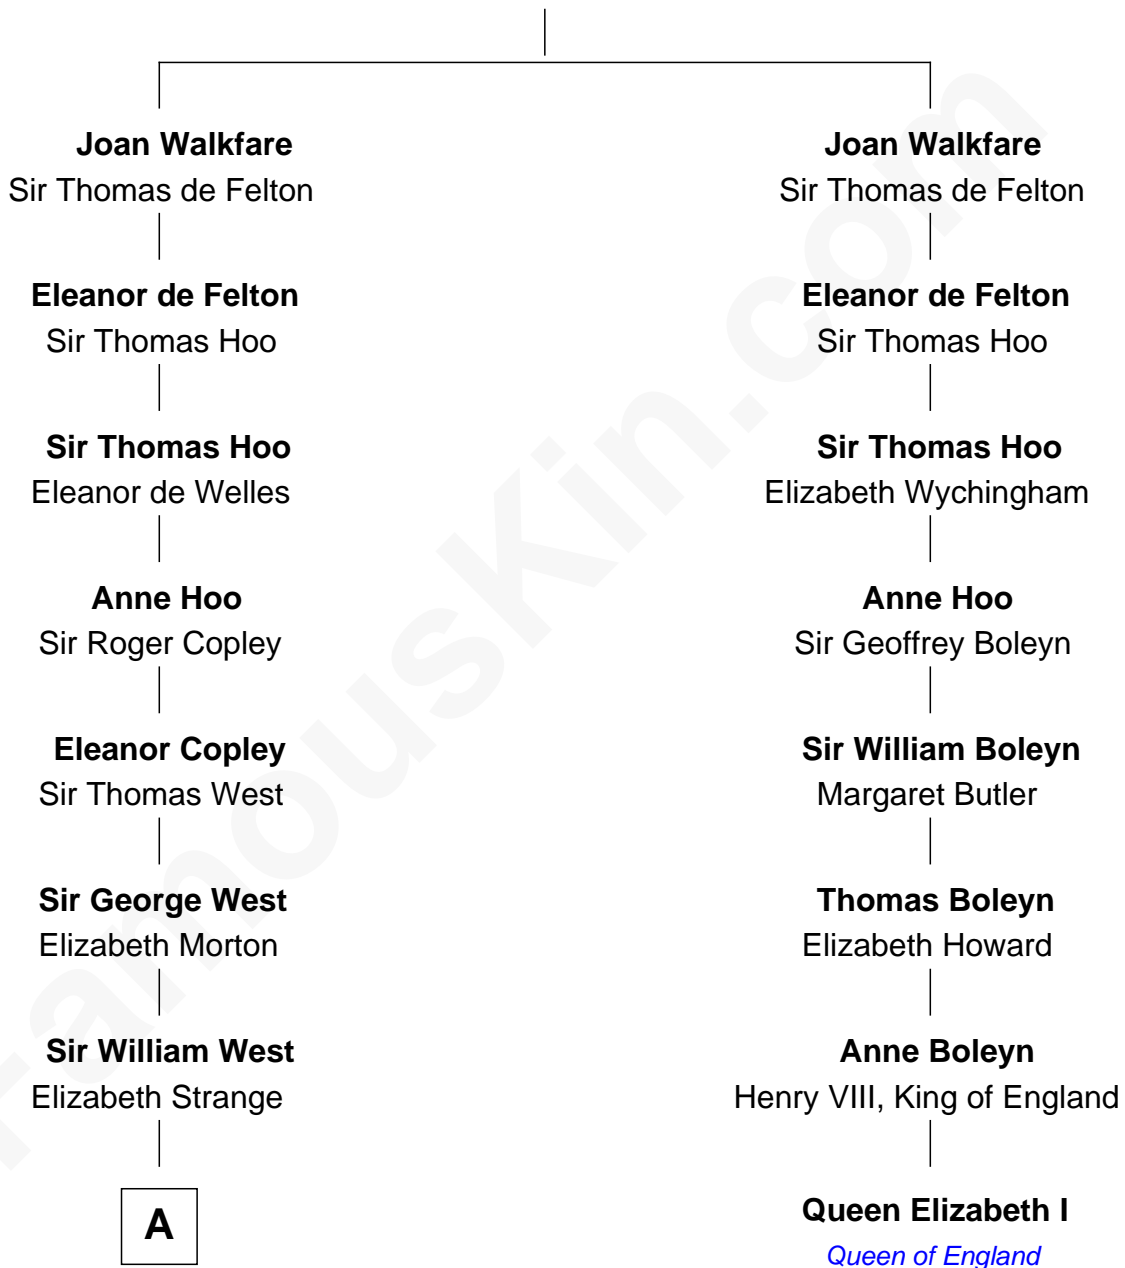 Joan Walkfare
Sir Thomas de Felton
Eleanor de Felton
Sir Thomas Hoo
Sir Thomas Hoo
Eleanor de Welles
Anne Hoo
Sir Roger Copley
Eleanor Copley
Sir Thomas West
Sir George West
Elizabeth Morton
Sir William West
Elizabeth Strange
A
Joan Walkfare
Sir Thomas de Felton
Eleanor de Felton
Sir Thomas Hoo
Sir Thomas Hoo
Elizabeth Wychingham
Anne Hoo
Sir Geoffrey Boleyn
Sir William Boleyn
Margaret Butler
Thomas Boleyn
Elizabeth Howard
Anne Boleyn
Henry VIII, King of England
Queen Elizabeth I
Queen of England
FamousKin.com